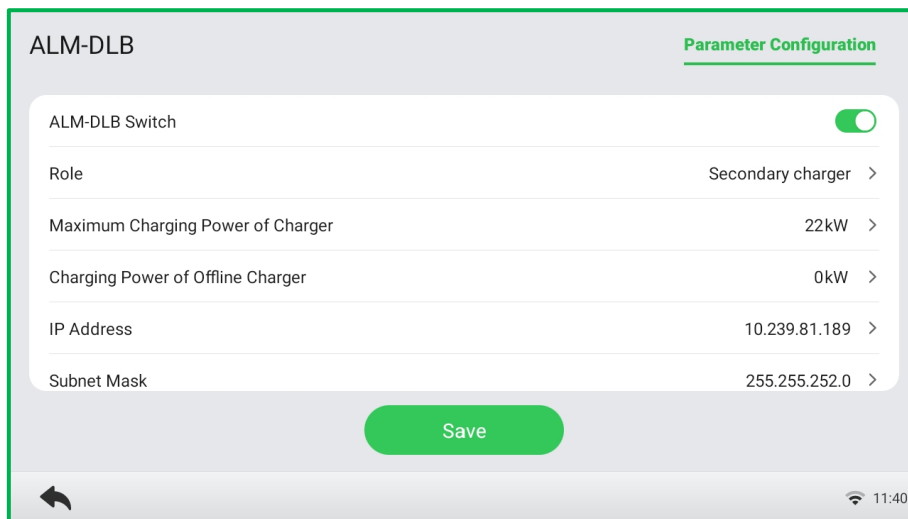 ALM-DLB
Parameter Configuration
ALM-DLB Switch
Role Secondary charger
Maximum Charging Power of Charger 22kW
Charging Power of Offline Charger 0kW
IP Address 10.239.81.189
Subnet Mask 255.255.252.0
Save
11:40